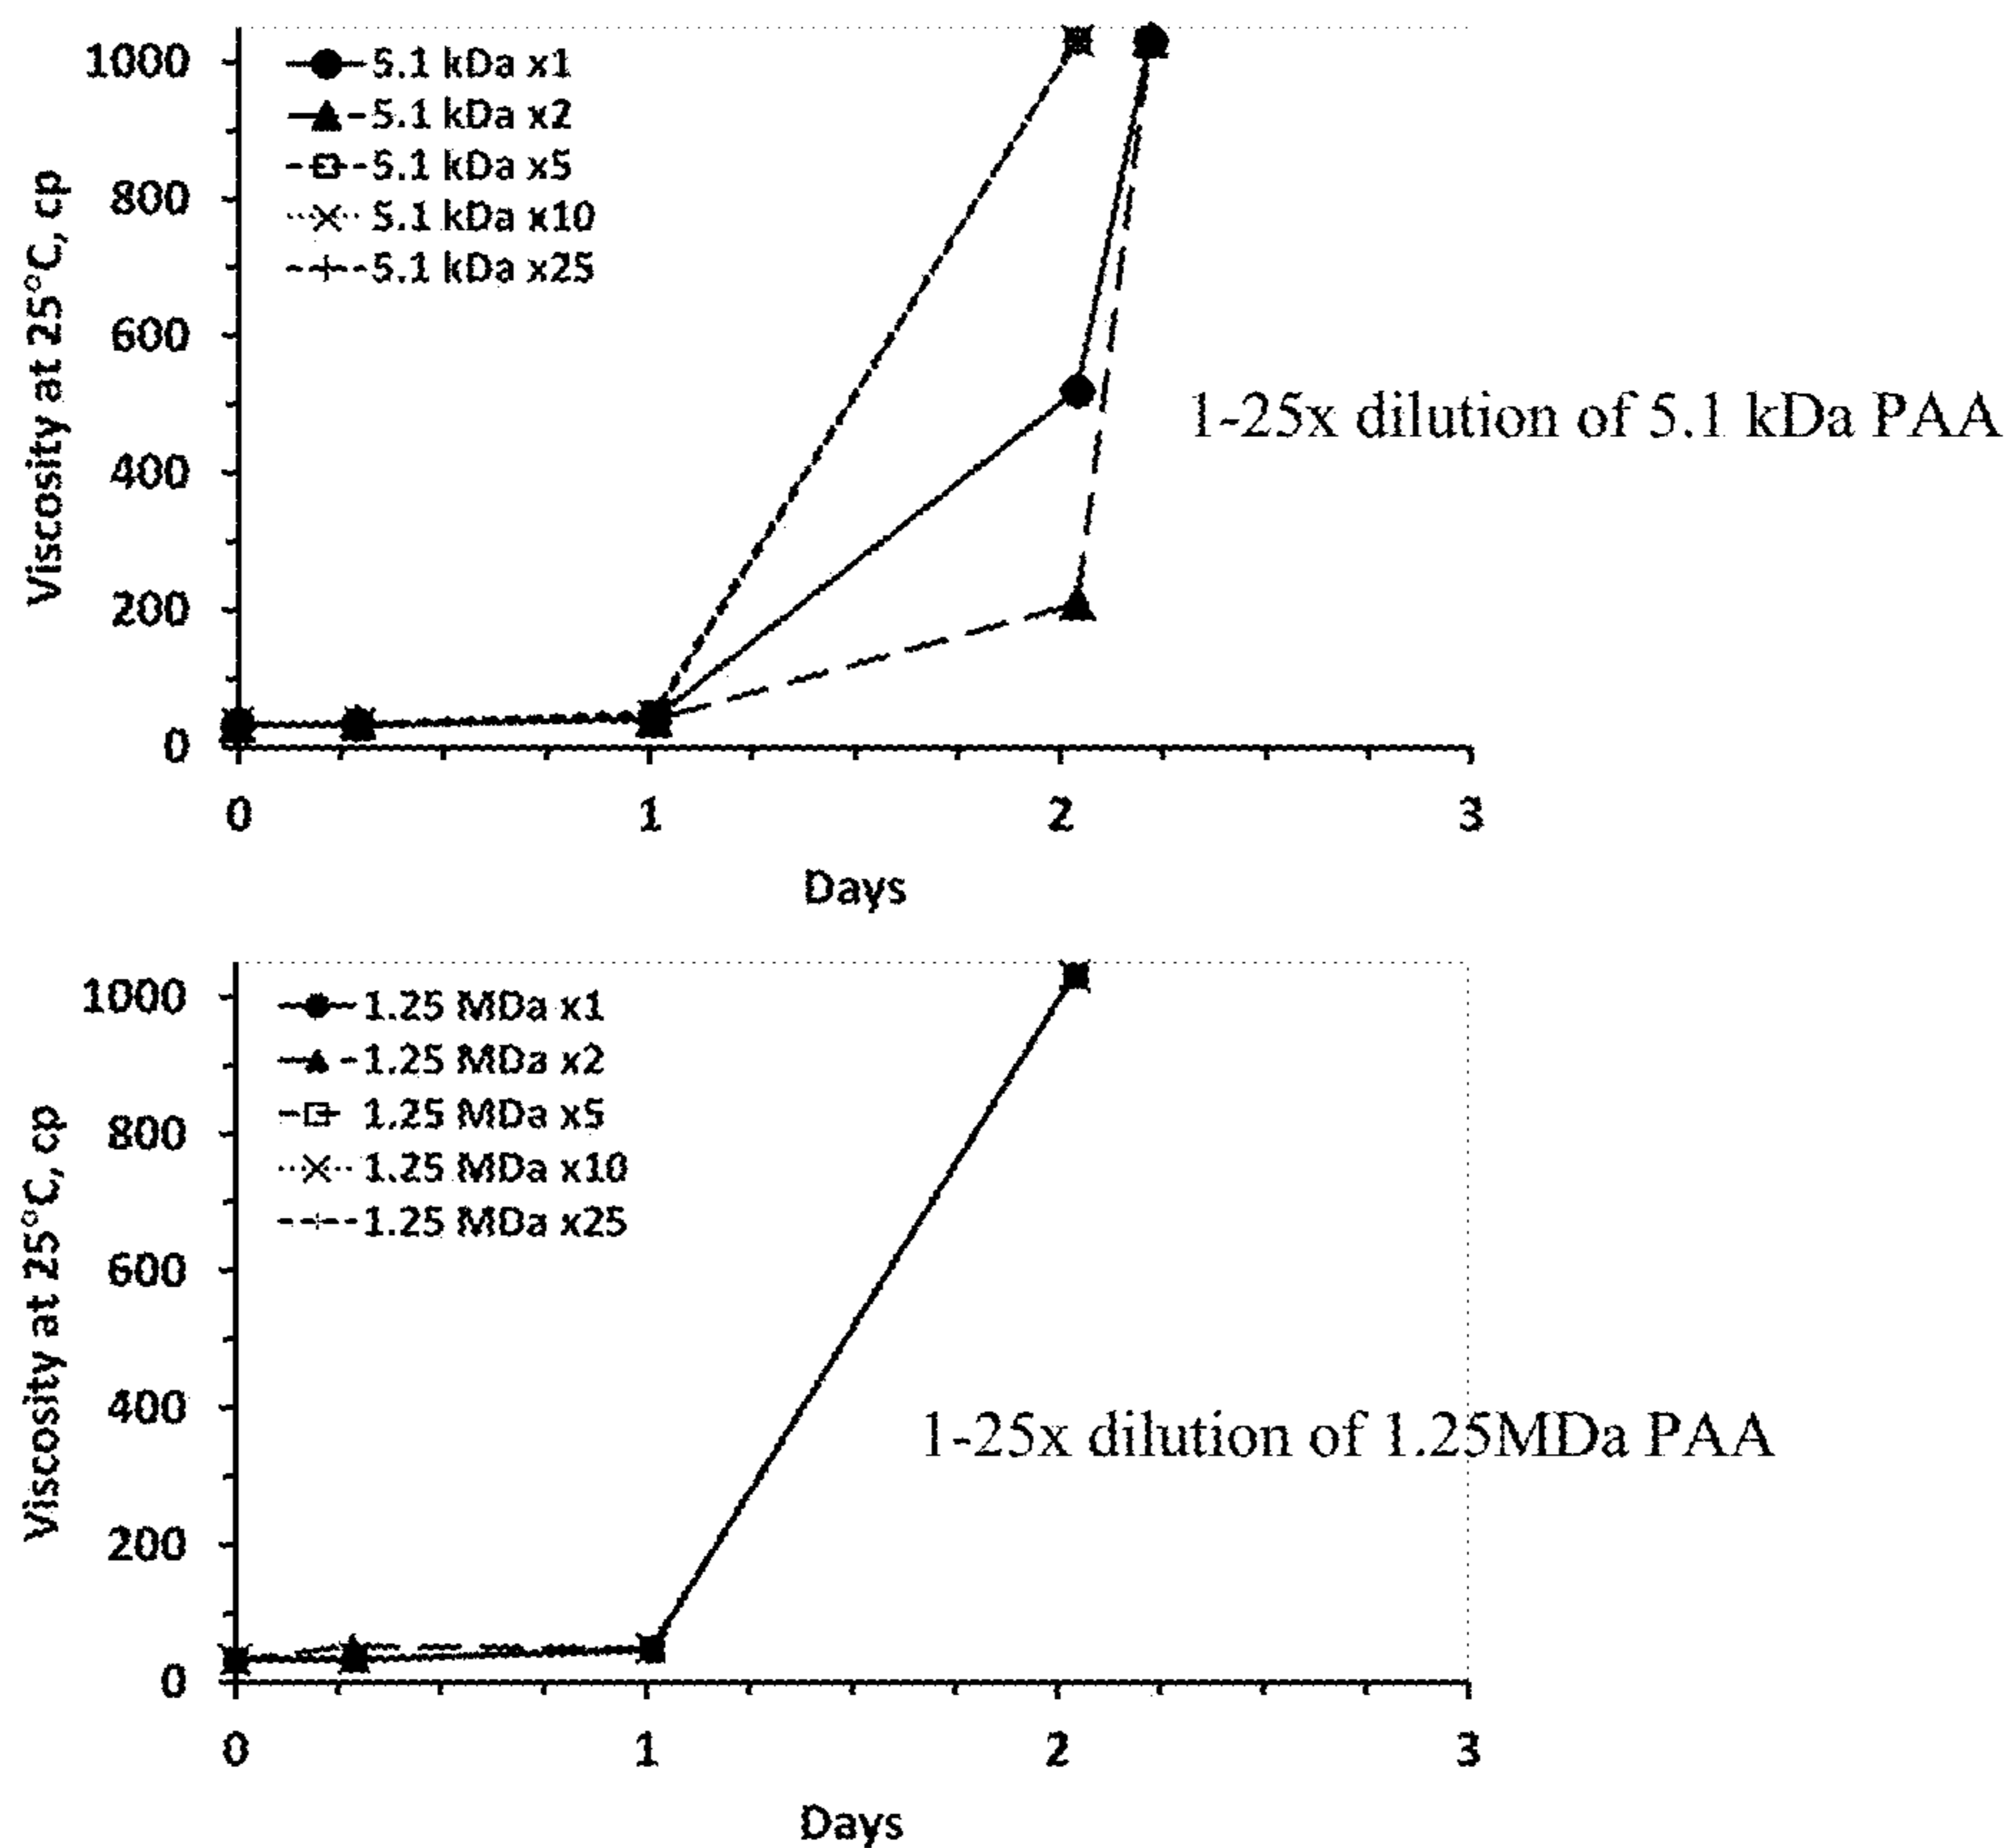 1000
800
600
400
200
0
Viscosity at 25°C, cp
5.1 kDa x1
5.1 kDa x2
5.1 kDa x5
5.1 kDa x10
5.1 kDa x25
1-25x dilution of 5.1 kDa PAA
0 1 2 3
Days
1000
800
600
400
200
0
Viscosity at 25°C, cp
1.25 MDa x1
1.25 MDa x2
1.25 MDa x5
1.25 MDa x10
1.25 MDa x25
1-25x dilution of 1.25MDa PAA
0 1 2 3
Days